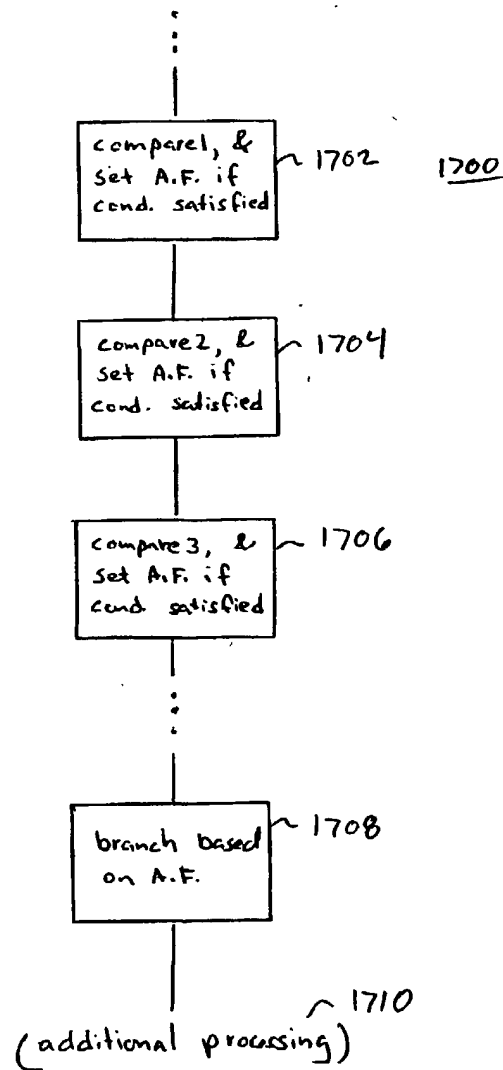 compare1, &
set A.F. if
cond. satisfied
1702
1700
compare2, &
set A.F. if
cond. satisfied
1704
compare3, &
set A.F. if
cond. satisfied
1706
branch based
on A.F.
1708
1710
(additional processing)